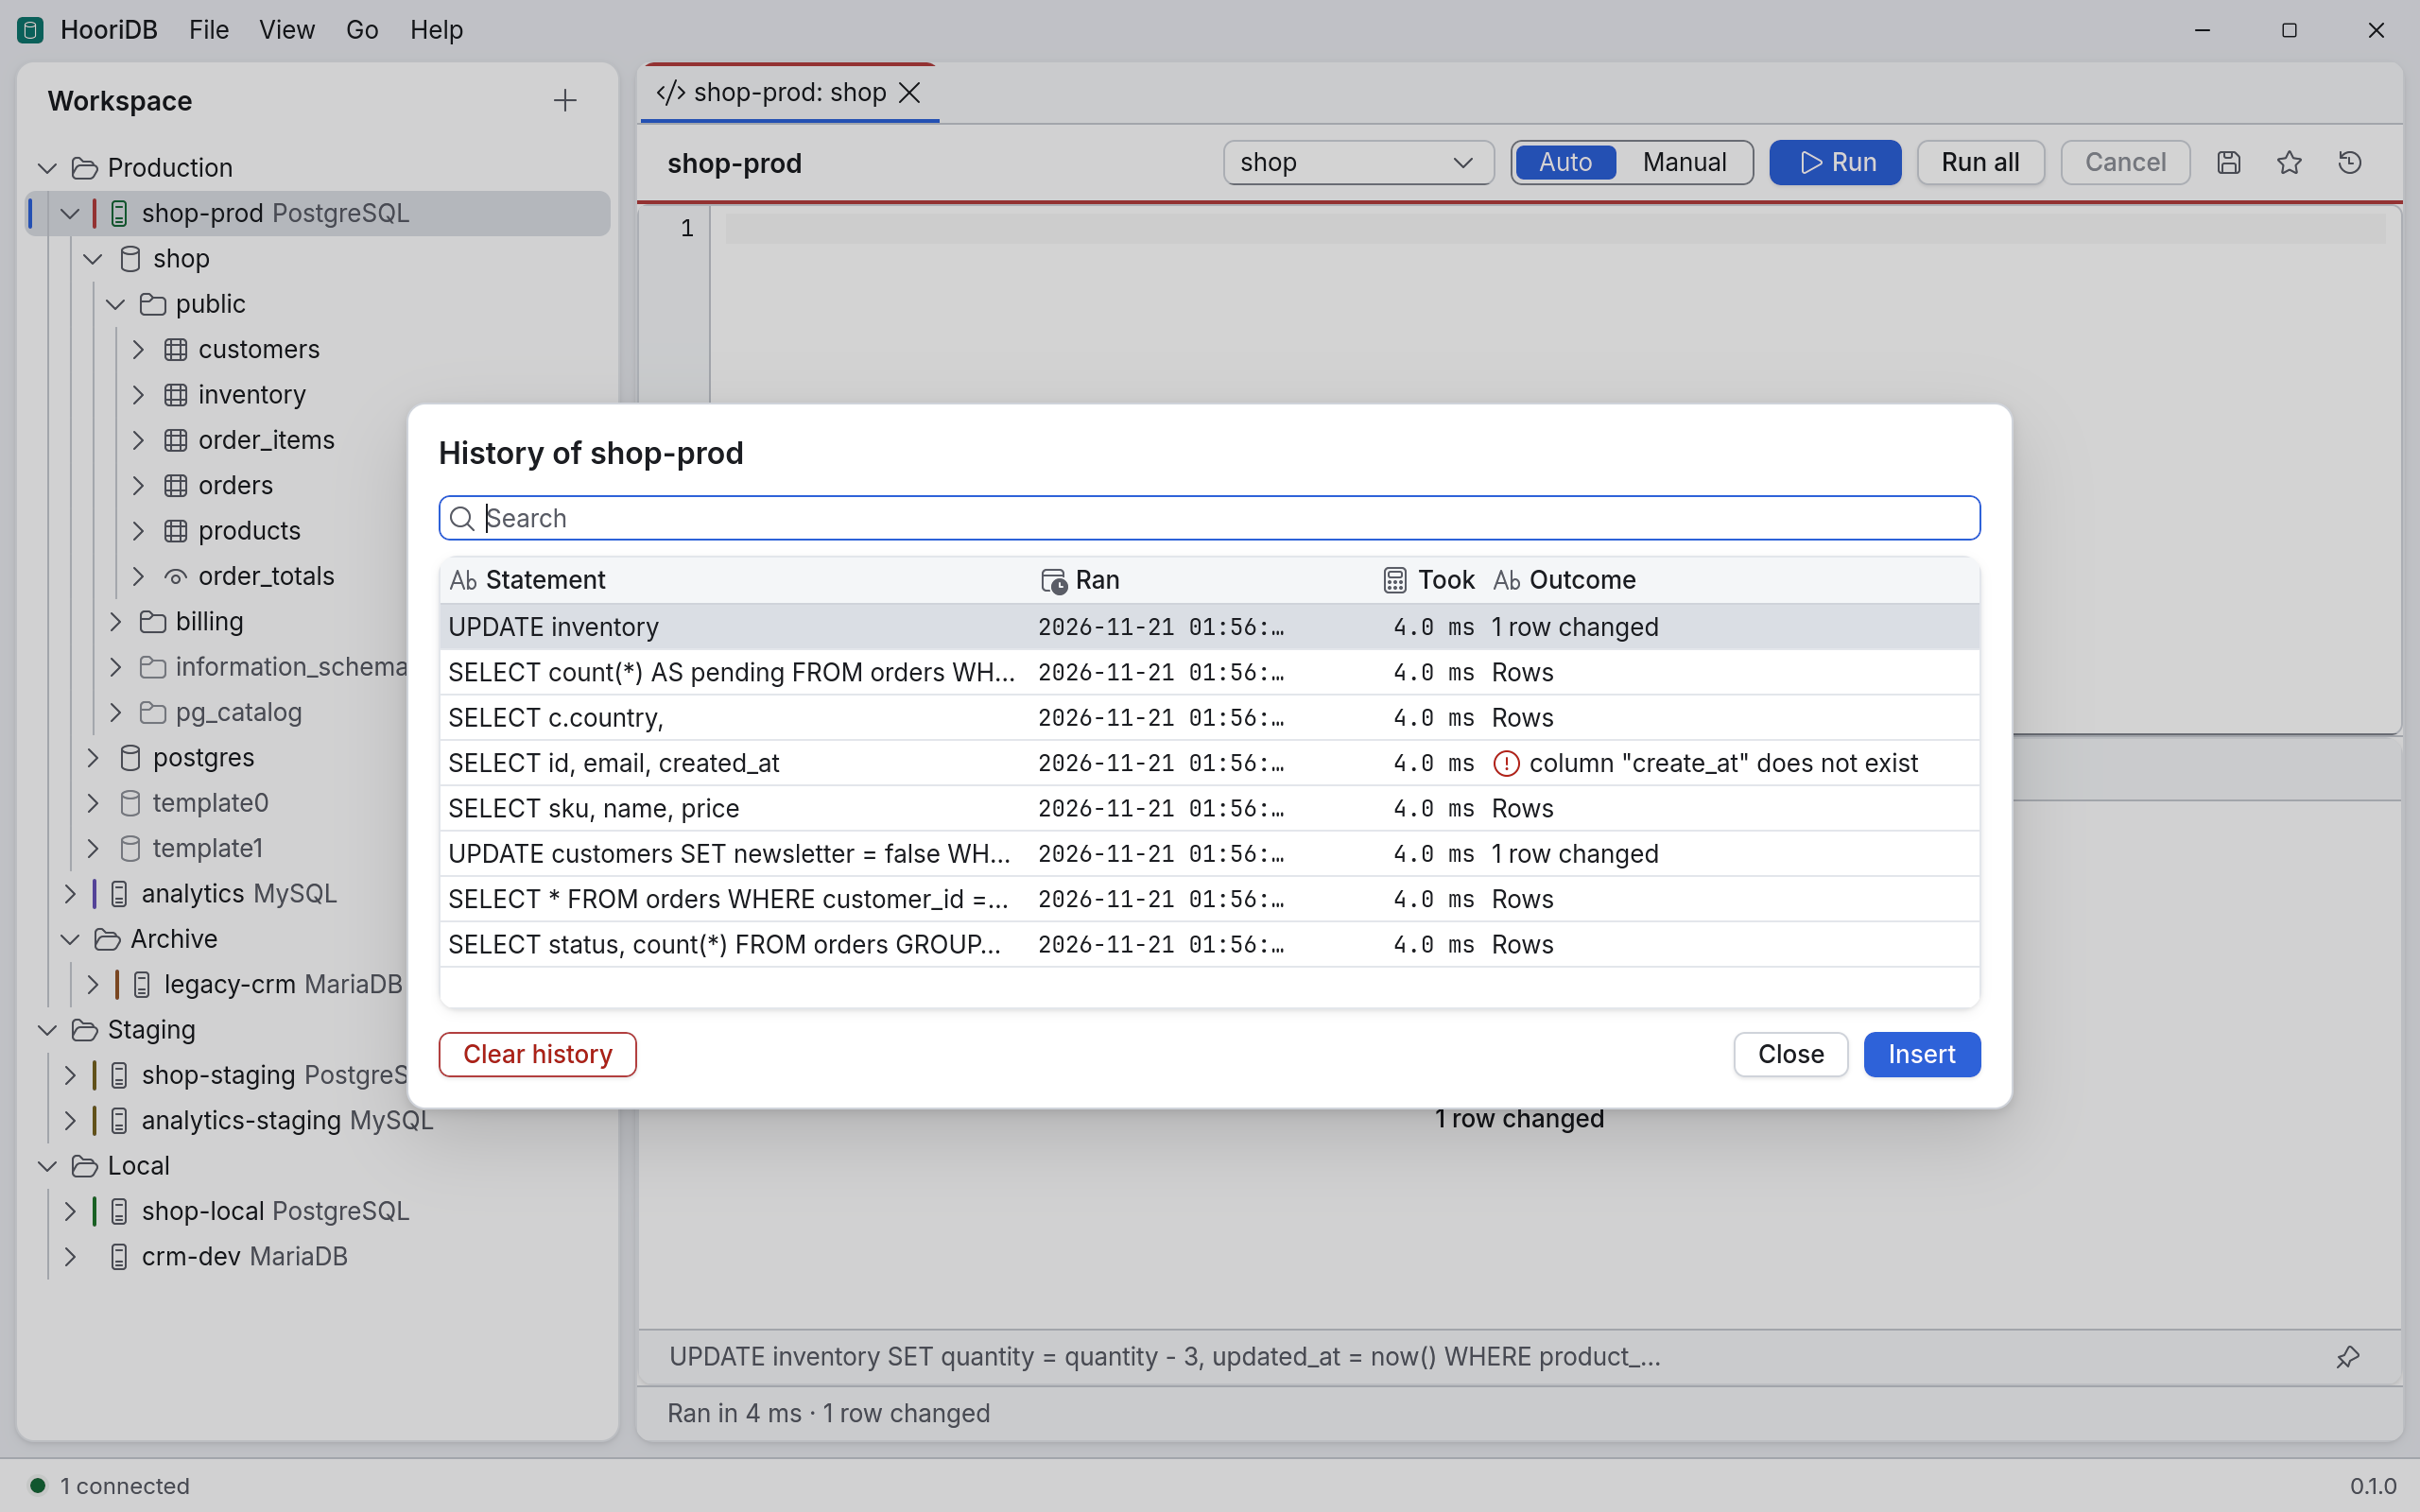 HooriDB File View Go Help
Workspace
Production
shop-prod PostgreSQL
shop
public
customers
inventory
order_items
orders
products
order_totals
billing
information_schema
pg_catalog
postgres
template0
template1
analytics MySQL
Archive
legacy-crm MariaDB
Staging
shop-staging PostgreS
analytics-staging MySQL
Local
shop-local PostgreSQL
crm-dev MariaDB
shop-prod: shop
shop-prod shop Auto Manual Run Run all Cancel
1
History of shop-prod
Search
Ab Statement Ran Took Ab Outcome
UPDATE inventory 2026-11-21 01:56:… 4.0 ms 1 row changed
SELECT count(*) AS pending FROM orders WH... 2026-11-21 01:56:… 4.0 ms Rows
SELECT c.country, 2026-11-21 01:56:… 4.0 ms Rows
SELECT id, email, created_at 2026-11-21 01:56:… 4.0 ms column "create_at" does not exist
SELECT sku, name, price 2026-11-21 01:56:… 4.0 ms Rows
UPDATE customers SET newsletter = false WH... 2026-11-21 01:56:… 4.0 ms 1 row changed
SELECT * FROM orders WHERE customer_id =... 2026-11-21 01:56:… 4.0 ms Rows
SELECT status, count(*) FROM orders GROUP... 2026-11-21 01:56:… 4.0 ms Rows
Clear history Close Insert
1 row changed
UPDATE inventory SET quantity = quantity - 3, updated_at = now() WHERE product_...
Ran in 4 ms · 1 row changed
1 connected 0.1.0